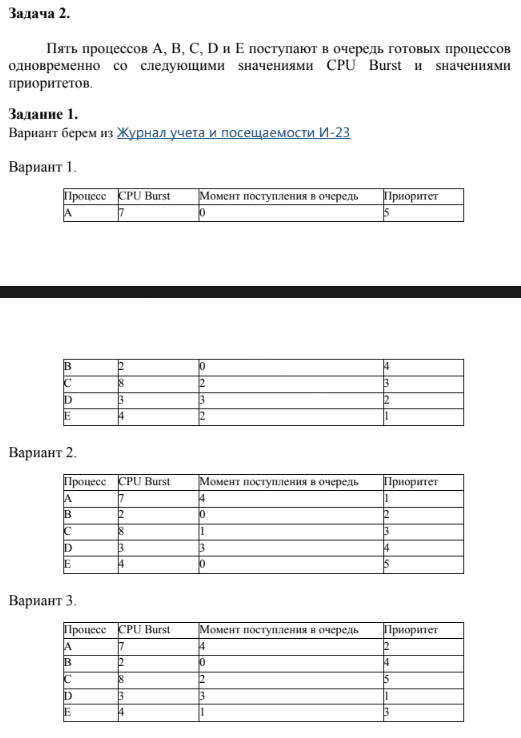 Задача 2.
Пять процессов A, B, C, D и E поступают в очередь готовых процессов
одновременно со следующими значениями CPU Burst и значениями
приоритетов.
Задание 1.
Вариант берем из Журнал учета и посещаемости И-23
Вариант 1.
Процесс CPU Burst Момент поступления в очередь Приоритет
A 7 0 5
B 2 0 4
C 8 2 3
D 3 3 2
E 4 2 1
Вариант 2.
Процесс CPU Burst Момент поступления в очередь Приоритет
A 7 4 1
B 2 0 2
C 8 1 3
D 3 3 4
E 4 0 5
Вариант 3.
Процесс CPU Burst Момент поступления в очередь Приоритет
A 7 4 2
B 2 0 4
C 8 2 5
D 3 3 1
E 4 1 3